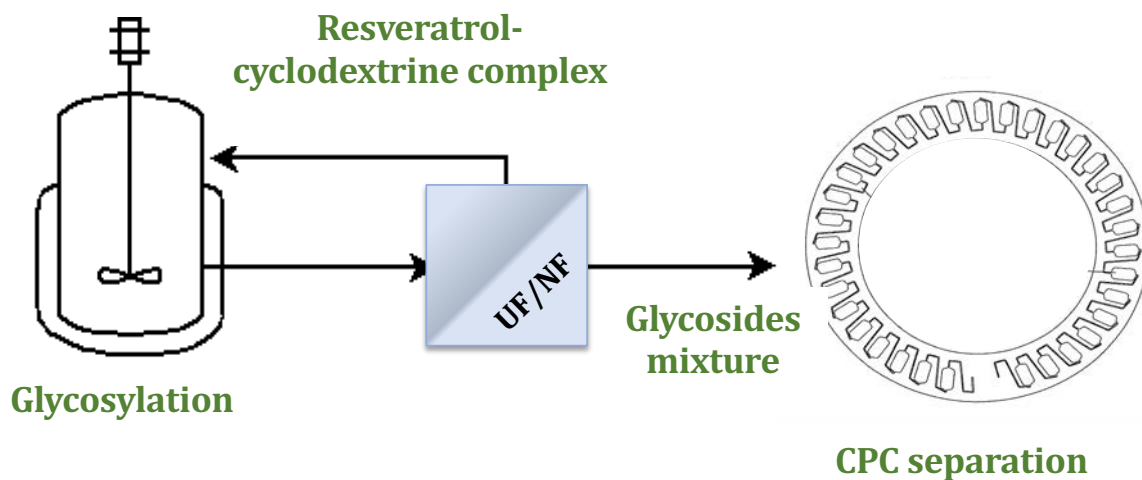 Resveratrol-
cyclodextrine complex
UF/NF
Glycosides
mixture
Glycosylation
CPC separation